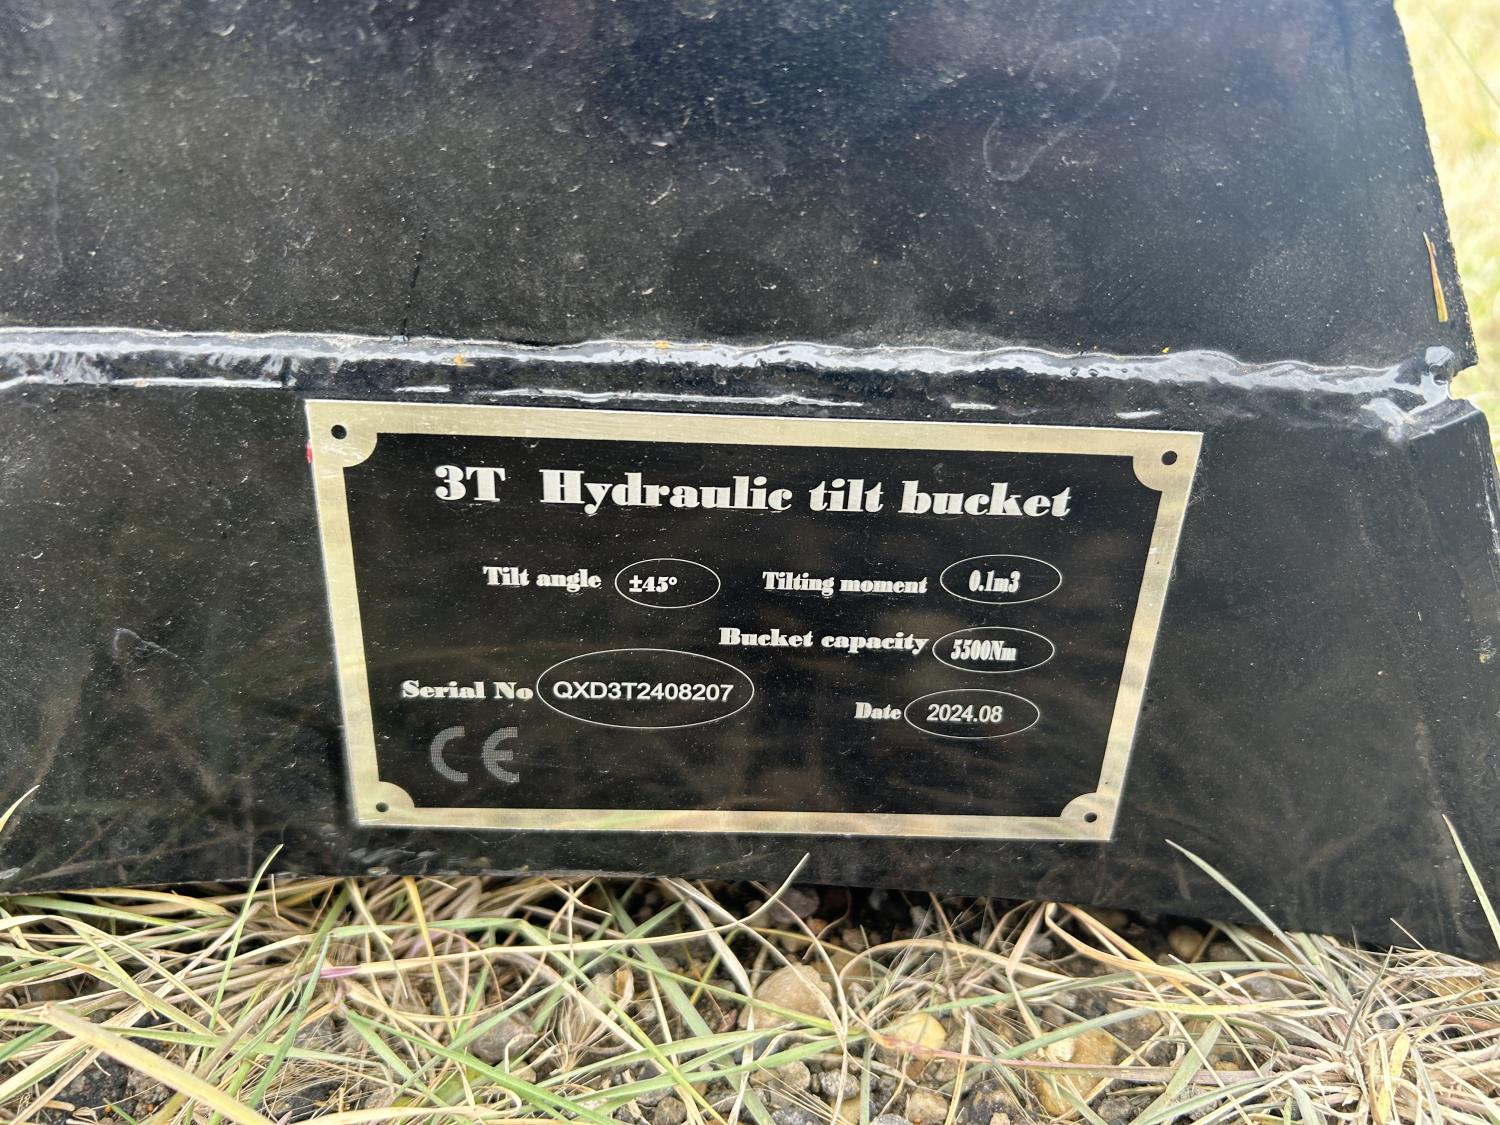 3T Hydraulic tilt bucket
Tilt angle ±45° Tilting moment 0.1m3
Bucket capacity 5500Nm
Serial No QXD3T2408207
Date 2024.08
CE